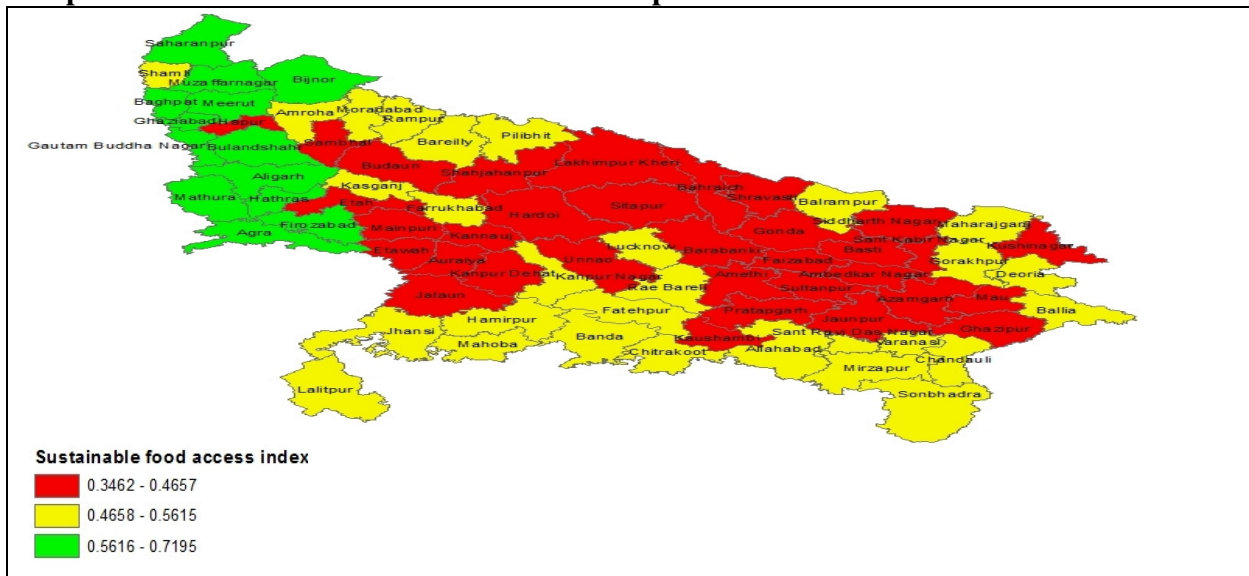 Saharanpur
Shamli
Muzaffarnagar
Bijnor
Baghpat
Meerut
Ghaziabad
Hapur
Amroha
Moradabad
Rampur
Sambhal
Bareilly
Pilibhit
Gautam Buddha Nagar
Bulandshahr
Budaun
Shahjahanpur
Lakhimpur Kheri
Aligarh
Kasganj
Bahraich
Shravasti
Mathura
Hathras
Etah
Farrukhabad
Hardoi
Sitapur
Balrampur
Agra
Firozabad
Mainpuri
Kannauj
Gonda
Siddharth Nagar
Maharajganj
Etawah
Auraiya
Unnao
Lucknow
Barabanki
Basti
Sant Kabir Nagar
Kushinagar
Kanpur Dehat
Kanpur Nagar
Faizabad
Gorakhpur
Deoria
Jalaun
Rae Bareli
Amethi
Ambedkar Nagar
Sultanpur
Azamgarh
Mau
Ballia
Jhansi
Hamirpur
Fatehpur
Pratapgarh
Jaunpur
Ghazipur
Mahoba
Banda
Kaushambi
Sant Ravi Das Nagar
Varanasi
Chitrakoot
Allahabad
Mirzapur
Chandauli
Lalitpur
Sonbhadra
Sustainable food access index
0.3462 - 0.4657
0.4658 - 0.5615
0.5616 - 0.7195